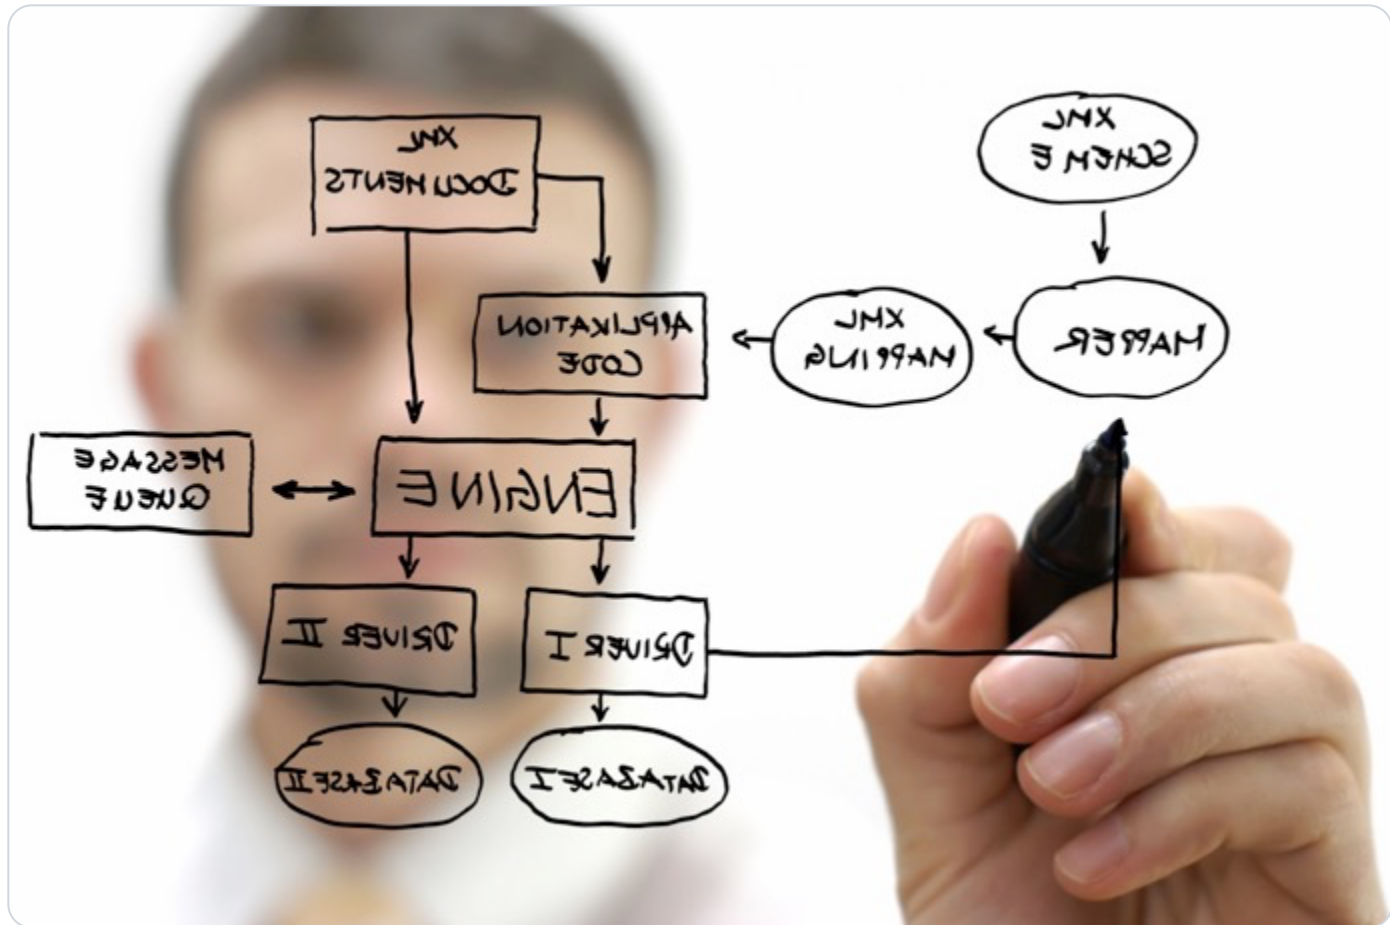 XML
DOCUMENTS
XML
SCHEME
APPLIKATION
CODE
XML
MAPPING
MAPPER
MESSAGE
QUEUE
ENGINE
DRIVER II
DRIVER I
DATABASE II
DATABASE I